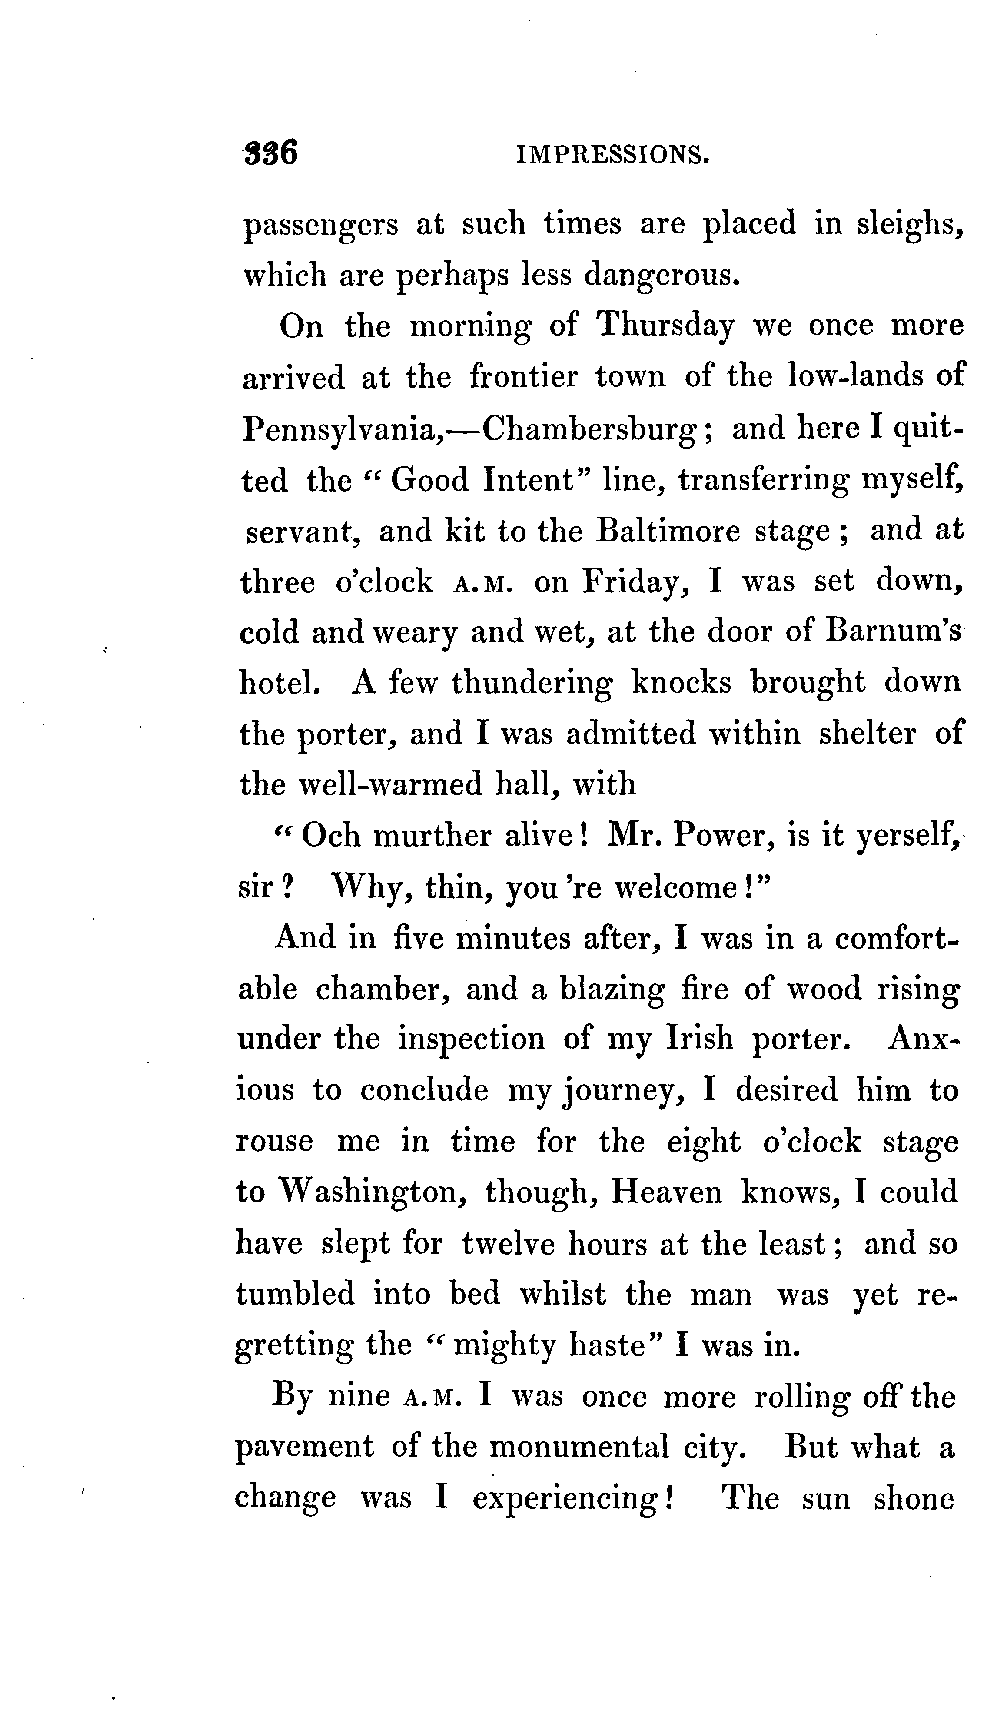 336 IMPRESSIONS.
passengers at such times are placed in sleighs,
which are perhaps less dangerous.
On the morning of Thursday we once more
arrived at the frontier town of the low-lands of
Pennsylvania,—Chambersburg; and here I quit-
ted the “Good Intent” line, transferring myself,
servant, and kit to the Baltimore stage; and at
three o’clock A.M. on Friday, I was set down,
cold and weary and wet, at the door of Barnum’s
hotel. A few thundering knocks brought down
the porter, and I was admitted within shelter of
the well-warmed hall, with
“Och murther alive! Mr. Power, is it yerself,
sir? Why, thin, you ’re welcome!”
And in five minutes after, I was in a comfort-
able chamber, and a blazing fire of wood rising
under the inspection of my Irish porter. Anx-
ious to conclude my journey, I desired him to
rouse me in time for the eight o’clock stage
to Washington, though, Heaven knows, I could
have slept for twelve hours at the least; and so
tumbled into bed whilst the man was yet re-
gretting the “mighty haste” I was in.
By nine A.M. I was once more rolling off the
pavement of the monumental city. But what a
change was I experiencing! The sun shone